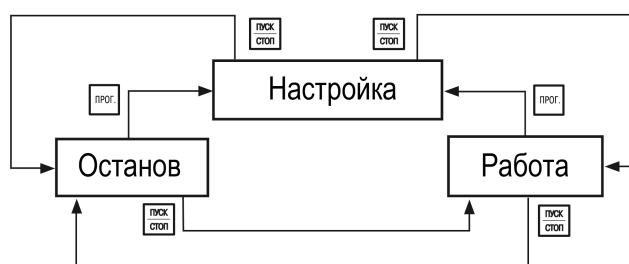 ПУСК
СТОП
ПУСК
СТОП
Настройка
ПРОГ.
ПРОГ.
Останов
Работа
ПУСК
СТОП
ПУСК
СТОП